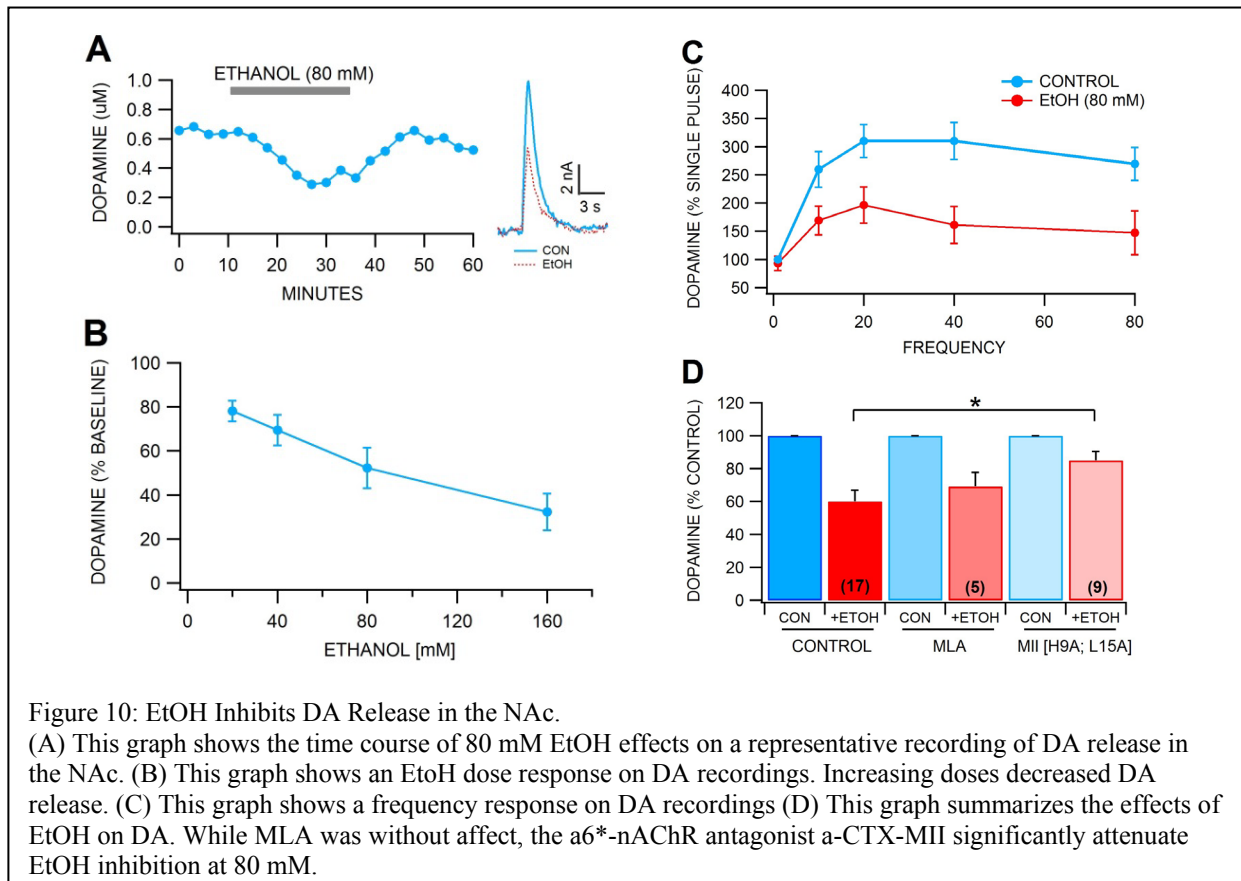 A
ETHANOL (80 mM)
DOPAMINE (uM)
1.0
0.8
0.6
0.4
0.2
0.0
0 10 20 30 40 50 60
MINUTES
2 nA
3 s
CON
EtOH
B
DOPAMINE (% BASELINE)
100
80
60
40
20
0
0 40 80 120 160
ETHANOL [mM]
C
CONTROL
EtOH (80 mM)
DOPAMINE (% SINGLE PULSE)
400
350
300
250
200
150
100
50
0 20 40 60 80
FREQUENCY
D
DOPAMINE (% CONTROL)
120
100
80
60
40
20
0
*
(17) (5) (9)
CON +ETOH CON +ETOH CON +ETOH
CONTROL MLA MII [H9A; L15A]
Figure 10: EtOH Inhibits DA Release in the NAc.
(A) This graph shows the time course of 80 mM EtOH effects on a representative recording of DA release in
the NAc. (B) This graph shows an EtoH dose response on DA recordings. Increasing doses decreased DA
release. (C) This graph shows a frequency response on DA recordings (D) This graph summarizes the effects of
EtOH on DA. While MLA was without affect, the a6*-nAChR antagonist a-CTX-MII significantly attenuate
EtOH inhibition at 80 mM.